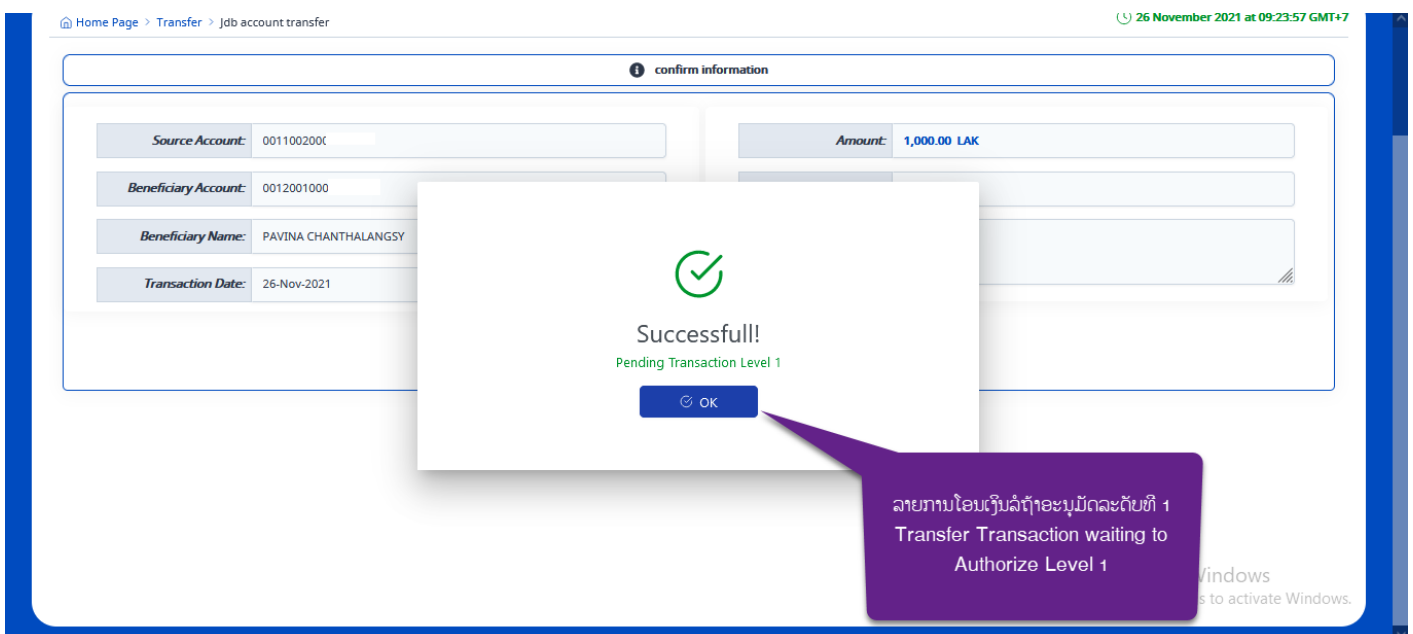 Home Page > Transfer > Jdb account transfer
26 November 2021 at 09:23:57 GMT+7
confirm information
Source Account: 001100200
Amount: 1,000.00 LAK
Beneficiary Account: 0012001000
Beneficiary Name: PAVINA CHANTHALANGSY
Transaction Date: 26-Nov-2021
Successfull!
Pending Transaction Level 1
OK
ລາຍການໂອນເງິນລໍຖ້າອະນຸມັດລະດັບທີ 1
Transfer Transaction waiting to
Authorize Level 1
Windows
to activate Windows.